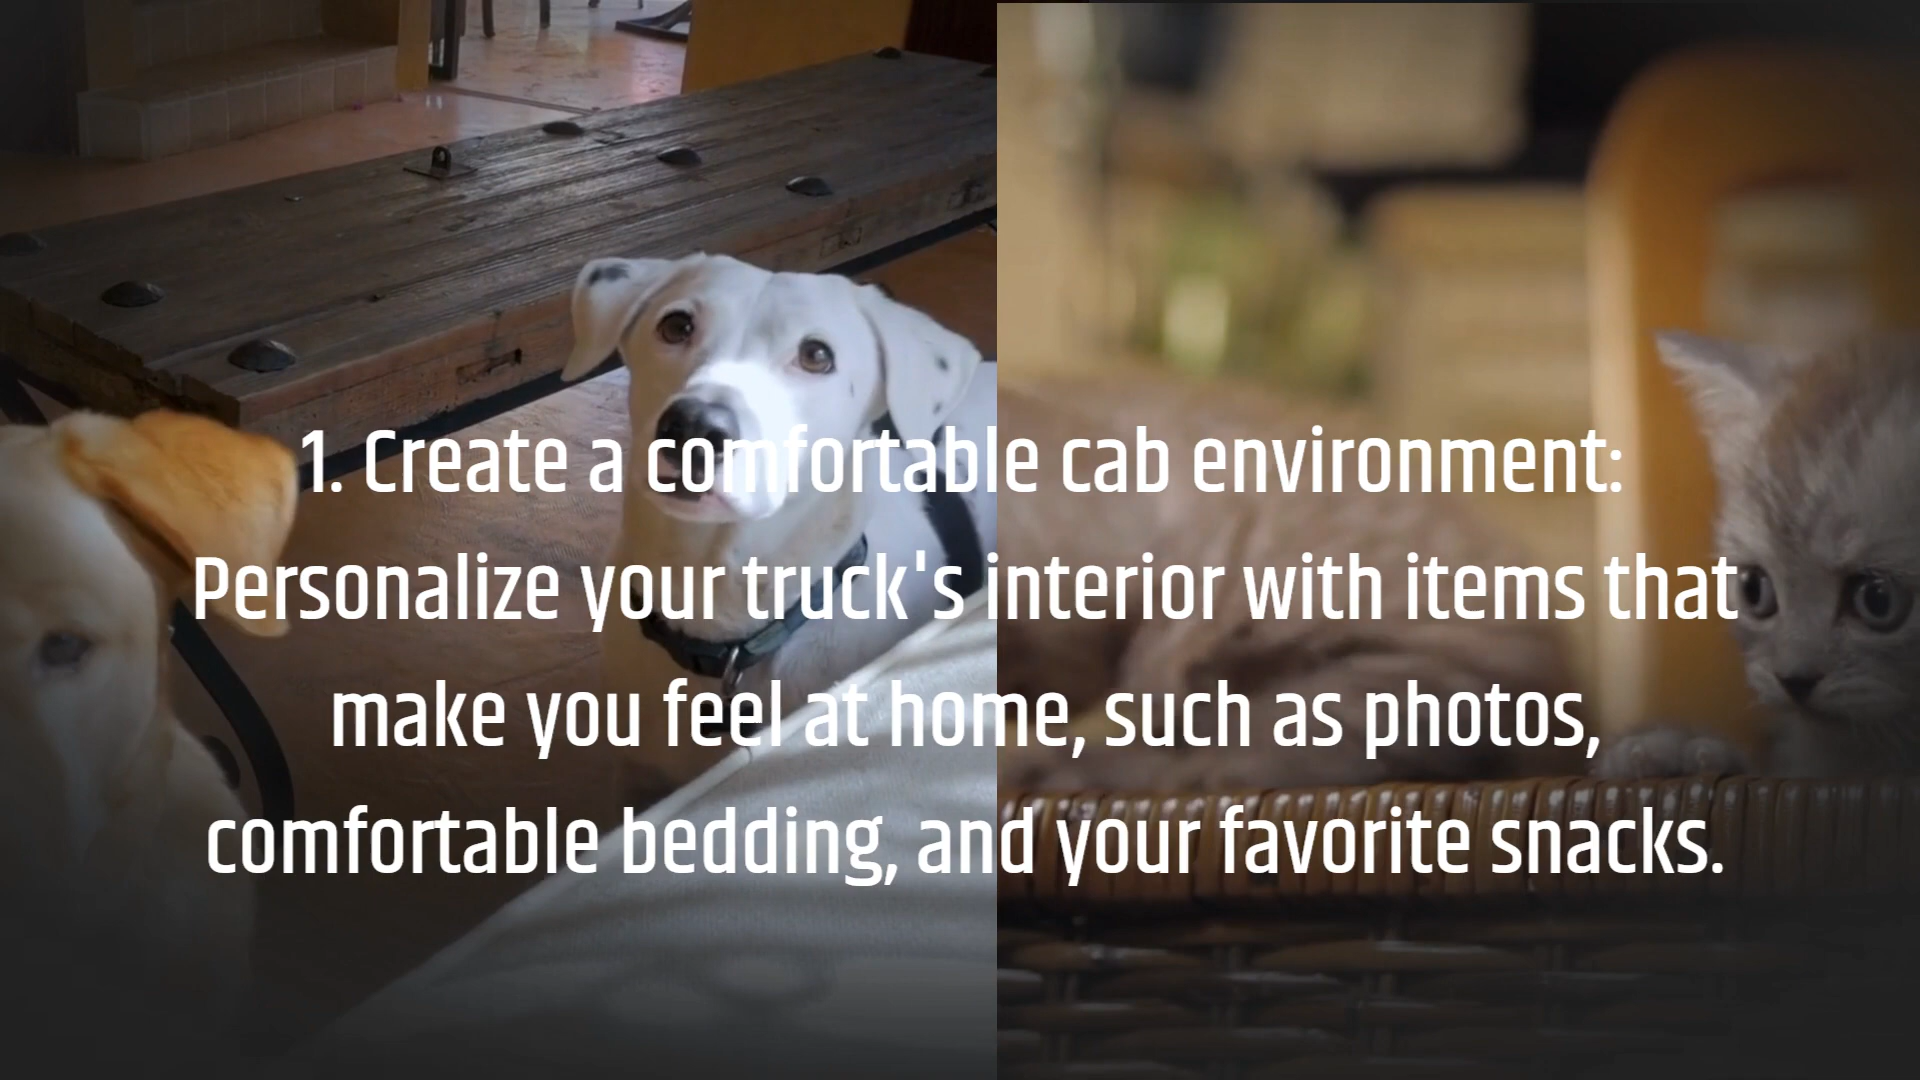 1. Create a comfortable cab environment:
Personalize your truck's interior with items that
make you feel at home, such as photos,
comfortable bedding, and your favorite snacks.